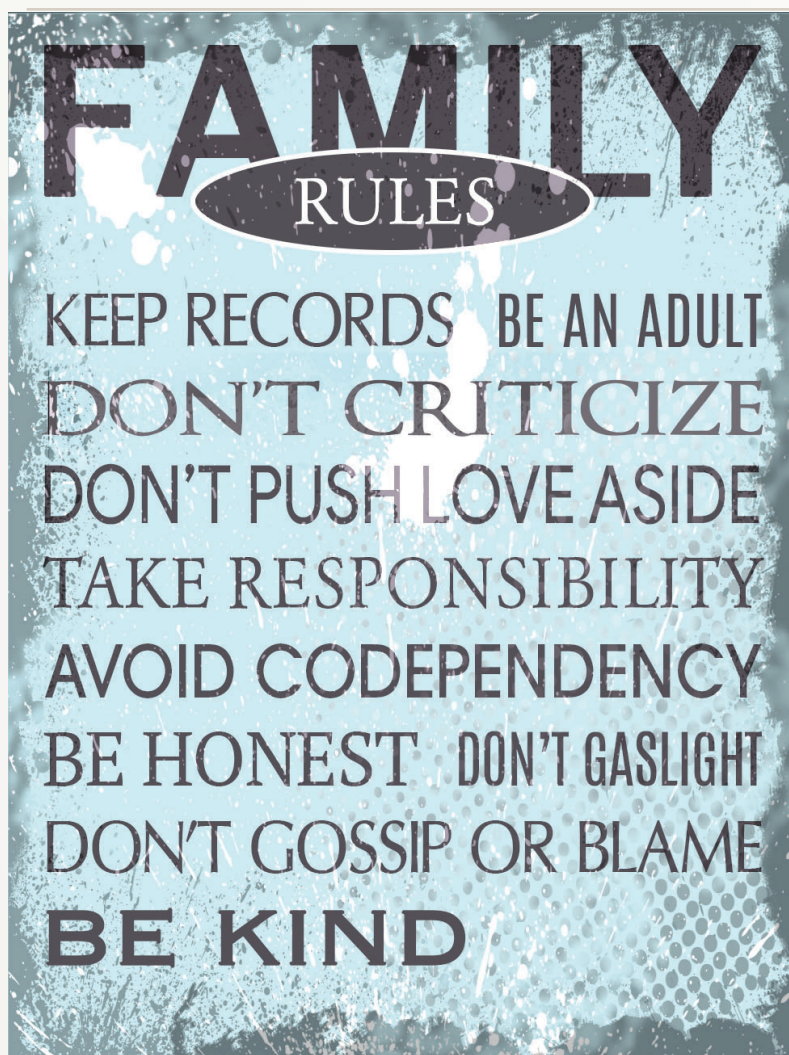 FAMILY
RULES
KEEP RECORDS BE AN ADULT
DON'T CRITICIZE
DON'T PUSH LOVE ASIDE
TAKE RESPONSIBILITY
AVOID CODEPENDENCY
BE HONEST DON'T GASLIGHT
DON'T GOSSIP OR BLAME
BE KIND